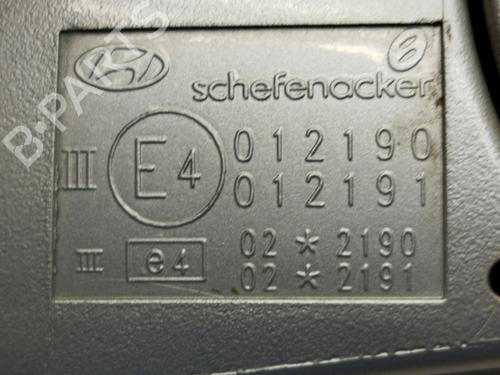 schefenacker
III E4 012190
012191
III e4 02*2190
02*2191
B-PARTS